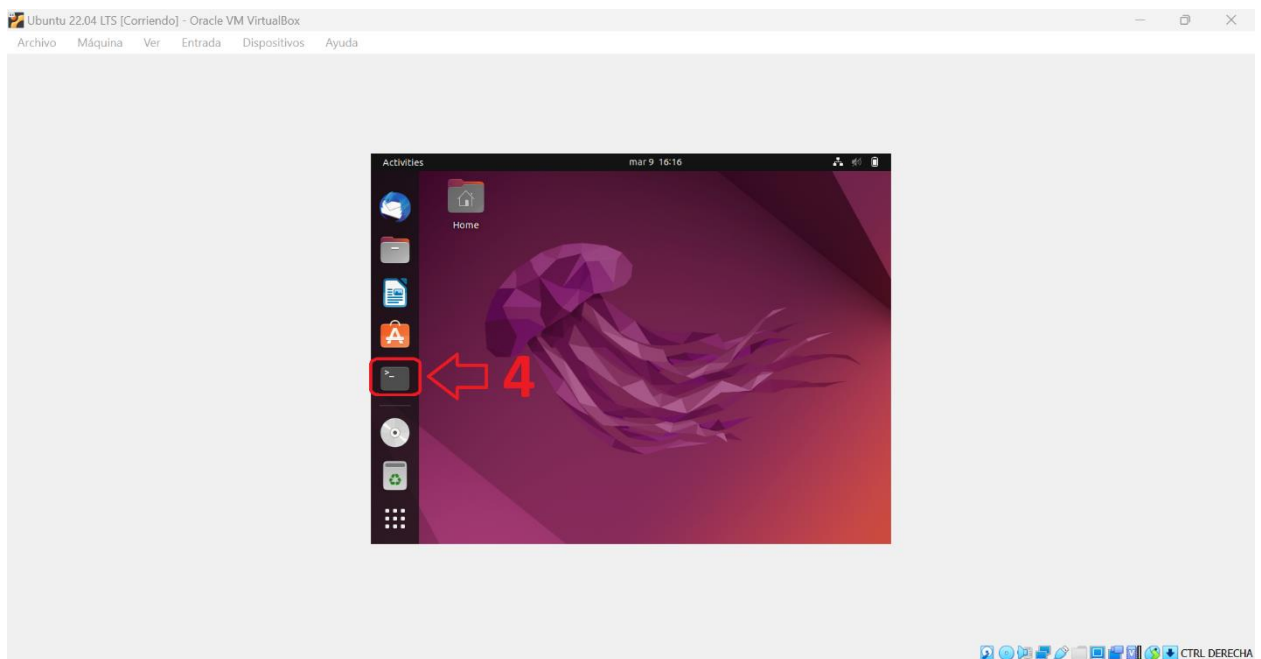 Ubuntu 22.04 LTS [Corriendo] - Oracle VM VirtualBox
Archivo Máquina Ver Entrada Dispositivos Ayuda
Activities mar 9 16:16
Home
>_
4
CTRL DERECHA